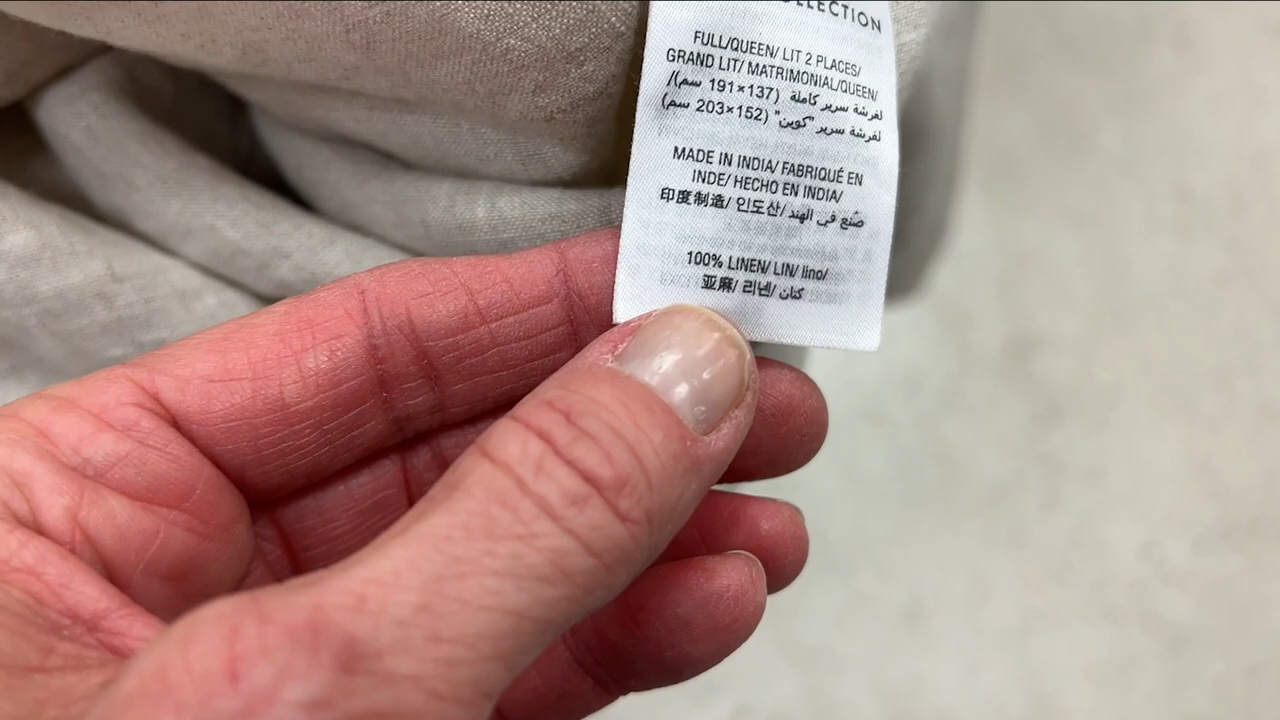 COLLECTION
FULL/QUEEN/ LIT 2 PLACES/
GRAND LIT/ MATRIMONIAL/QUEEN/
لفرشة سرير كاملة (137×191 سم)/
لفرشة سرير "كوين" (152×203 سم)
MADE IN INDIA/ FABRIQUÉ EN
INDE/ HECHO EN INDIA/
印度制造/ 인도산/ صُنع في الهند
100% LINEN/ LIN/ lino/
亚麻/ 리넨/ كتان